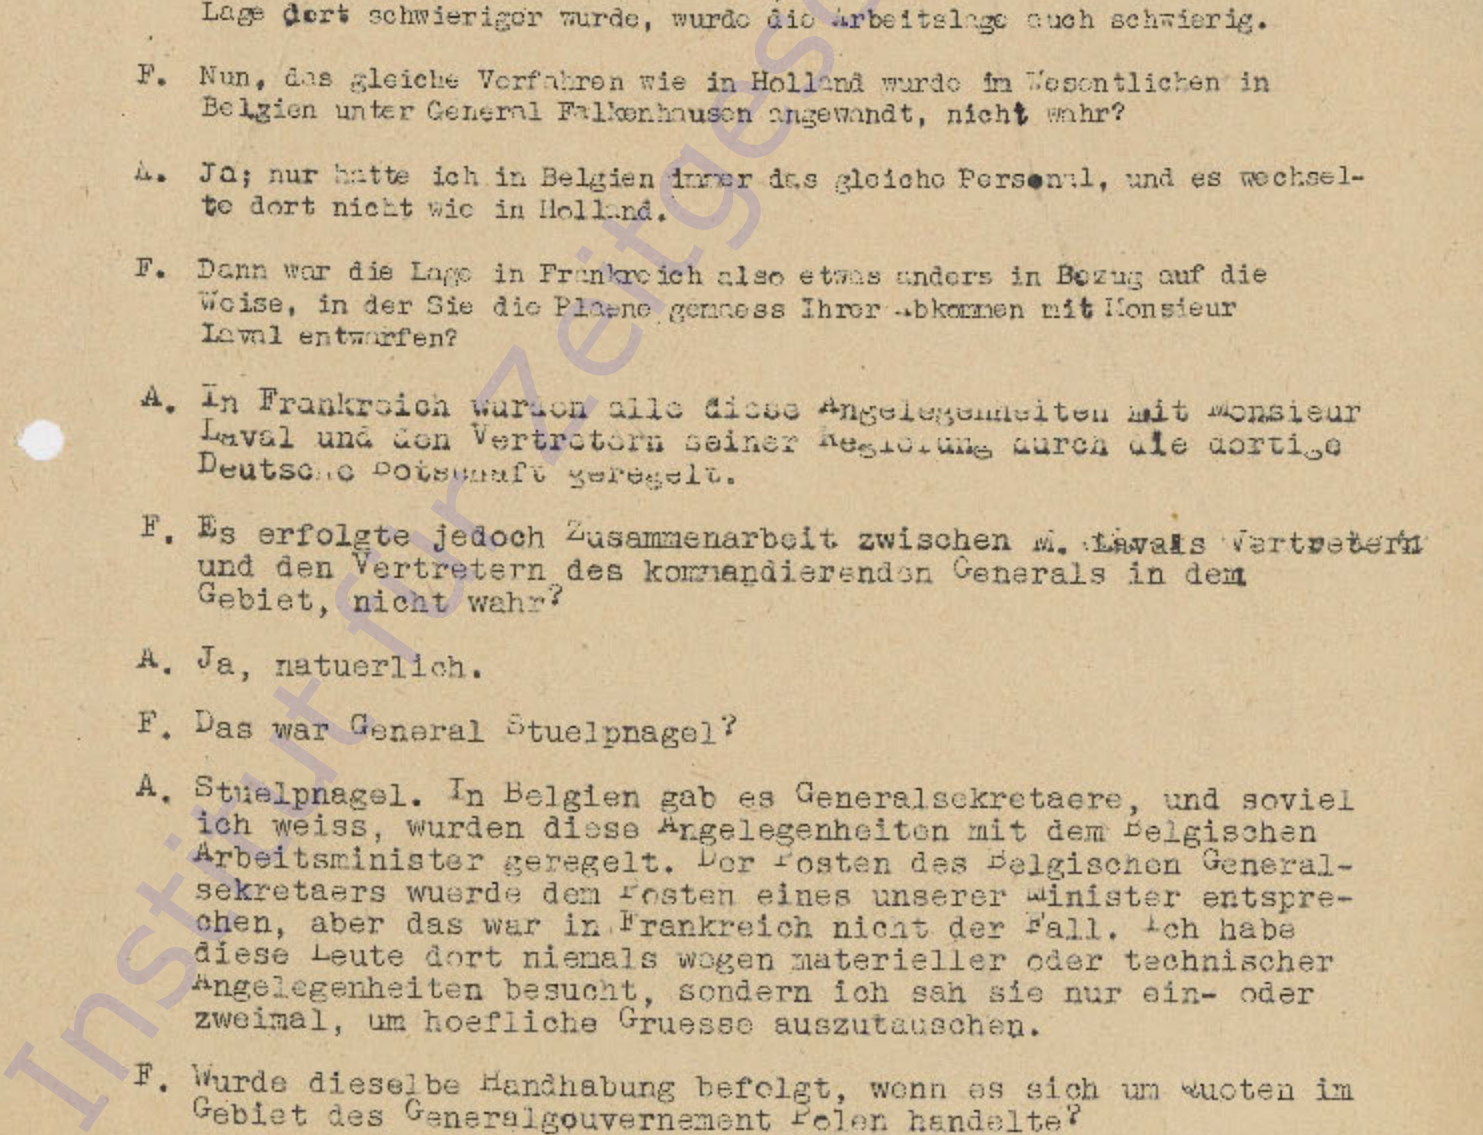 Lage dort schwieriger wurde, wurde die Arbeitslage auch schwierig.
F. Nun, das gleiche Verfahren wie in Holland wurde im Wesentlichen in
Belgien unter General Falkenhausen angewandt, nicht wahr?
A. Ja; nur hatte ich in Belgien immer das gleiche Personal, und es wechsel-
te dort nicht wie in Holland.
F. Dann war die Lage in Frankreich also etwas anders in Bezug auf die
Weise, in der Sie die Plaene gemaess Ihrer Abkommen mit Monsieur
Laval entwarfen?
A. In Frankreich wurden alle diese Angelegenheiten mit Monsieur
Laval und den Vertretern seiner Regierung durch die dortige
Deutsche Botschaft geregelt.
F. Es erfolgte jedoch Zusammenarbeit zwischen M. Lavals Vertretern
und den Vertretern des kommandierenden Generals in dem
Gebiet, nicht wahr?
A. Ja, natuerlich.
F. Das war General Stuelpnagel?
A. Stuelpnagel. In Belgien gab es Generalsekretaere, und soviel
ich weiss, wurden diese Angelegenheiten mit dem Belgischen
Arbeitsminister geregelt. Der Posten des Belgischen General-
sekretaers wuerde dem Posten eines unserer Minister entspre-
chen, aber das war in Frankreich nicht der Fall. Ich habe
diese Leute dort niemals wegen materieller oder technischer
Angelegenheiten besucht, sondern ich sah sie nur ein- oder
zweimal, um hoefliche Gruesse auszutauschen.
F. Wurde dieselbe Handhabung befolgt, wenn es sich um Quoten im
Gebiet des Generalgouvernement Polen handelte?
Institut für Zeitgesc